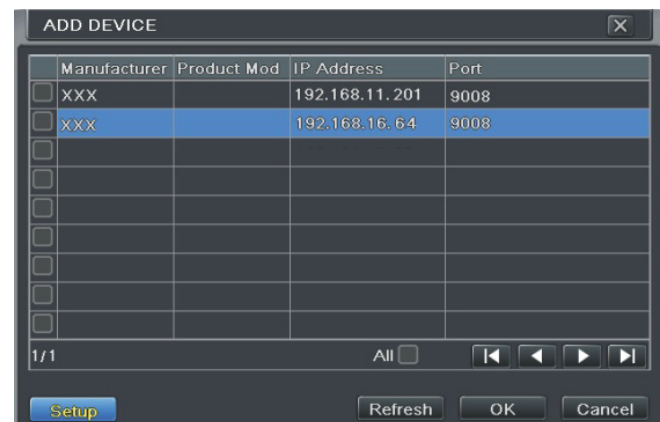 ADD DEVICE
Manufacturer Product Mod IP Address Port
XXX 192.168.11.201 9008
XXX 192.168.16.64 9008
1/1 All
Setup Refresh OK Cancel